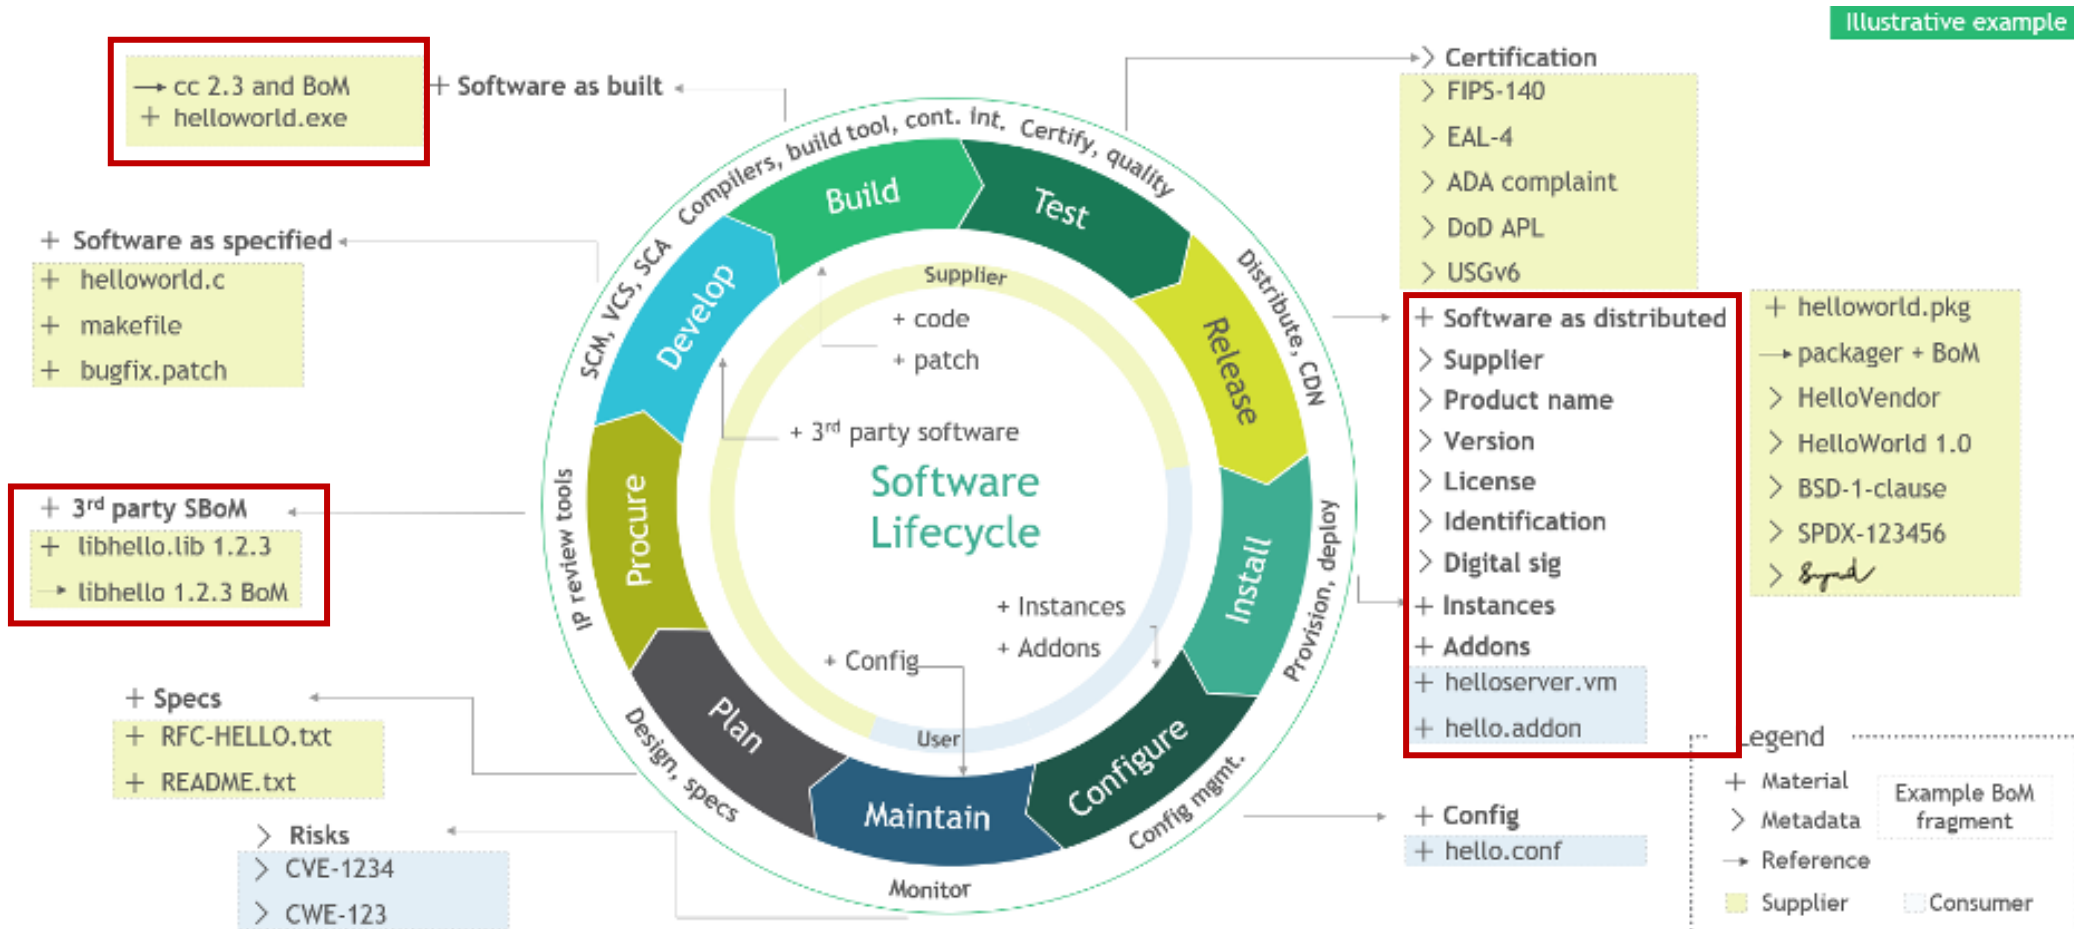 Illustrative example
→ cc 2.3 and BoM
+ helloworld.exe
+ Software as built
+ Software as specified
+ helloworld.c
+ makefile
+ bugfix.patch
+ 3rd party SBoM
+ libhello.lib 1.2.3
→ libhello 1.2.3 BoM
+ Specs
+ RFC-HELLO.txt
+ README.txt
> Risks
> CVE-1234
> CWE-123
Compilers, build tool, cont. int.
Certify, quality
Distribute, CDN
Provision, deploy
Config mgmt.
Monitor
Design, specs
IP review tools
SCM, VCS, SCA
Build
Test
Release
Install
Configure
Maintain
Plan
Procure
Develop
Supplier
+ code
+ patch
+ 3rd party software
Software
Lifecycle
+ Instances
+ Addons
+ Config
User
> Certification
> FIPS-140
> EAL-4
> ADA complaint
> DoD APL
> USGv6
+ Software as distributed
> Supplier
> Product name
> Version
> License
> Identification
> Digital sig
+ Instances
+ Addons
+ helloserver.vm
+ hello.addon
+ helloworld.pkg
→ packager + BoM
> HelloVendor
> HelloWorld 1.0
> BSD-1-clause
> SPDX-123456
+ Config
+ hello.conf
Legend
+ Material
> Metadata
→ Reference
Example BoM
fragment
Supplier
Consumer